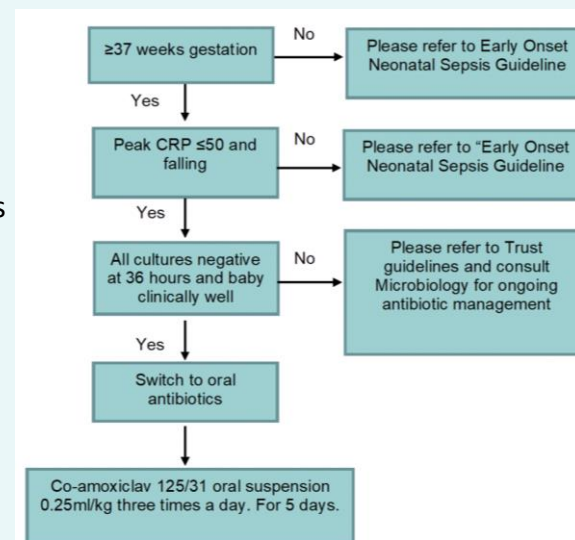 ≥37 weeks gestation
No
Please refer to Early Onset
Neonatal Sepsis Guideline
Yes
Peak CRP ≤50 and
falling
No
Please refer to “Early Onset
Neonatal Sepsis Guideline
s
Yes
All cultures negative
at 36 hours and baby
clinically well
No
Please refer to Trust
guidelines and consult
Microbiology for ongoing
antibiotic management
Yes
Switch to oral
antibiotics
Co-amoxiclav 125/31 oral suspension
0.25ml/kg three times a day. For 5 days.